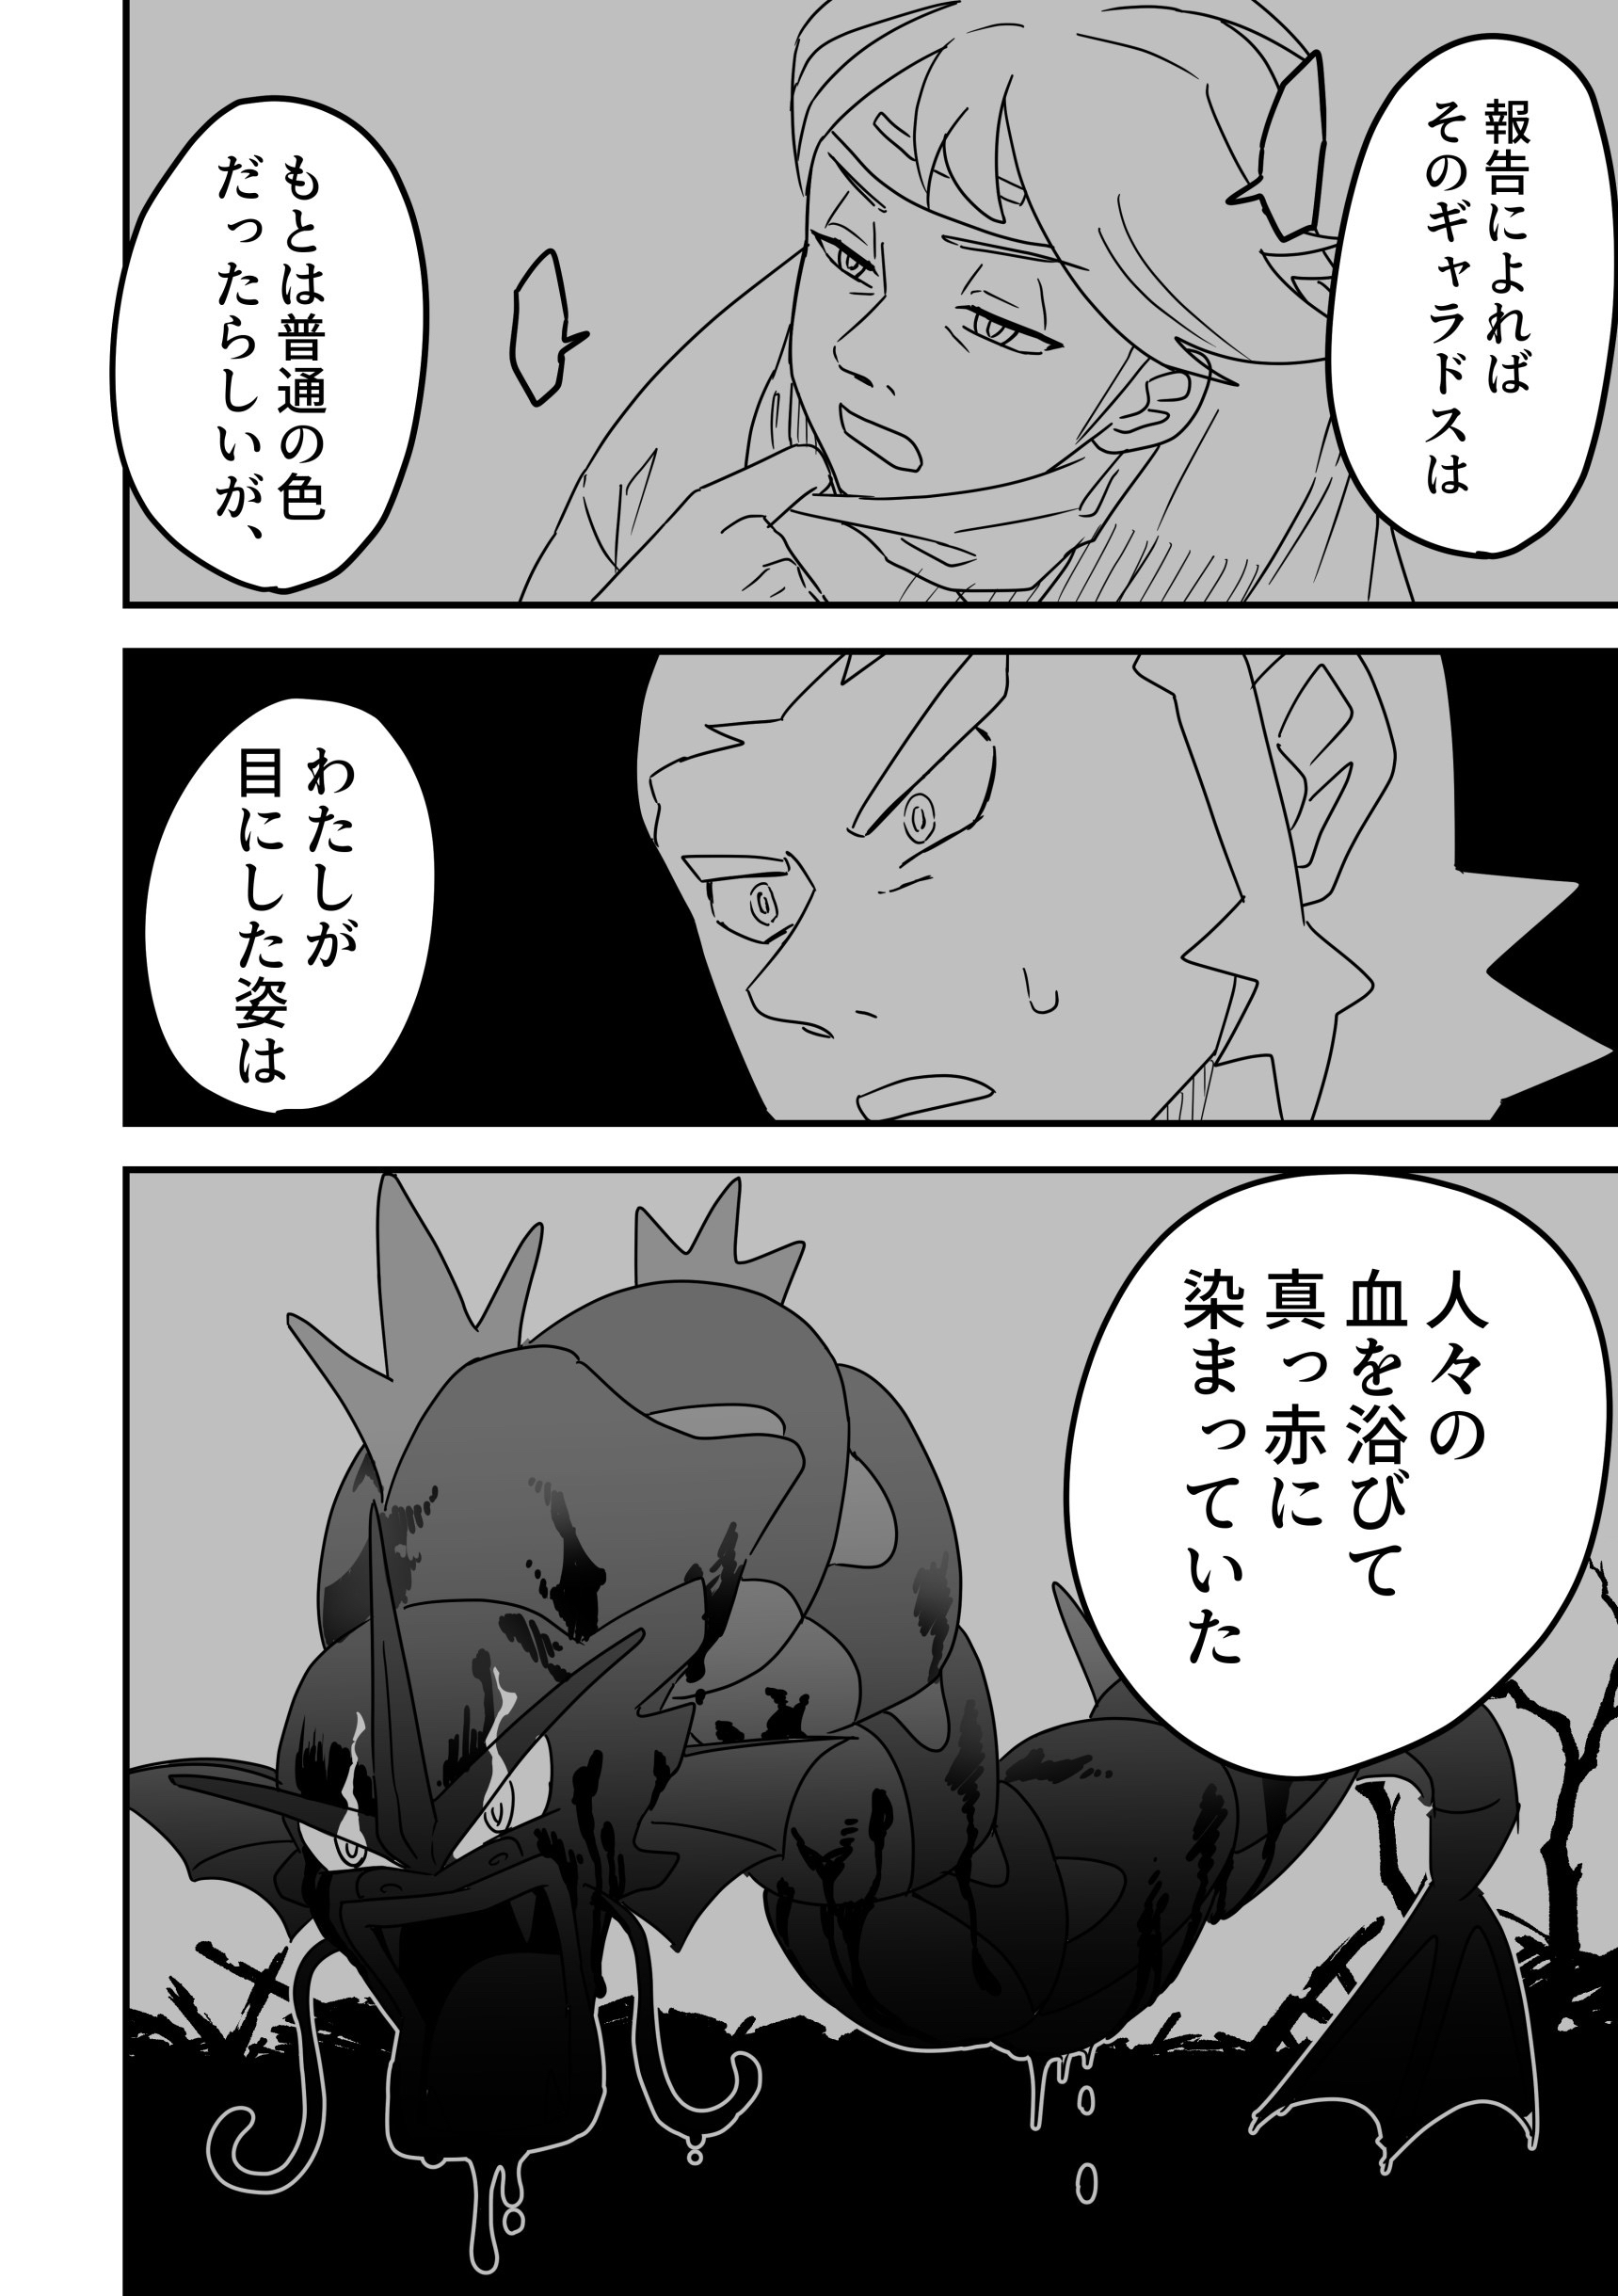 報告によれば
そのギャラドスは
もとは普通の色
だったらしいが、
わたしが
目にした姿は
人々の
血を浴びて
真っ赤に
染まっていた